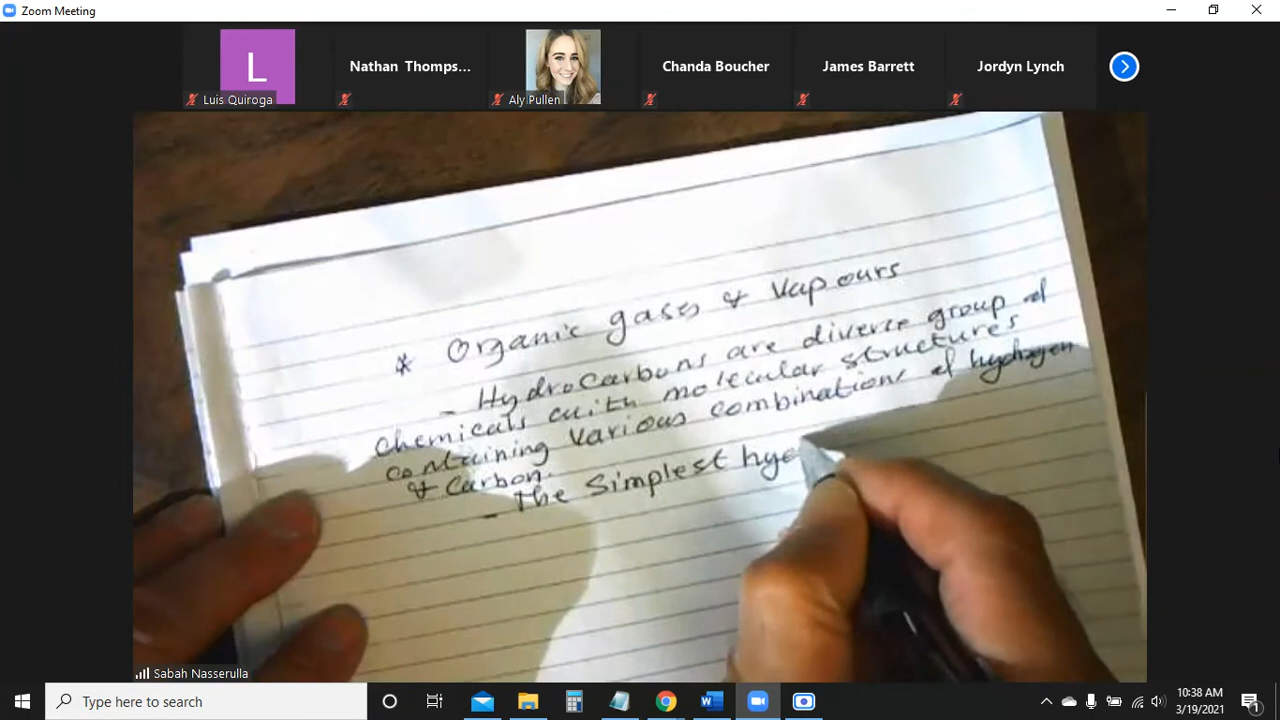 Zoom Meeting
L
Luis Quiroga
Nathan Thomps...
Aly Pullen
Chanda Boucher
James Barrett
Jordyn Lynch
* Organic gases & Vapours
- Hydrocarbons are diverse group of
chemicals with molecular structures
containing various combinations of hydrogen
& Carbon.
- The Simplest hyd
Sabah Nasserulla
Type here to search
10:38 AM
3/19/2021
1